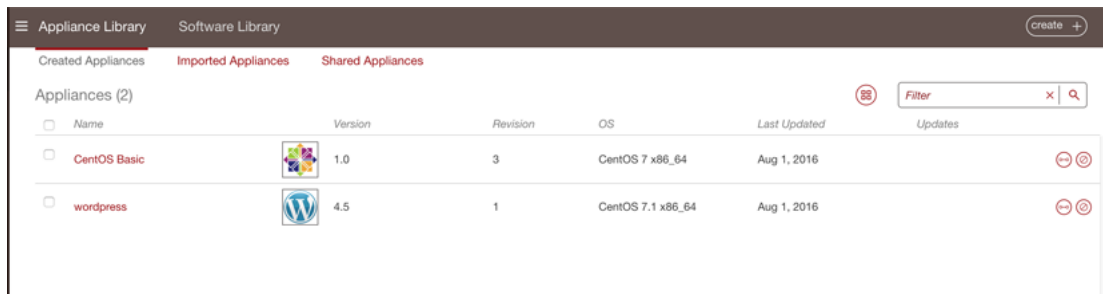 Appliance Library Software Library create +
Created Appliances Imported Appliances Shared Appliances
Appliances (2) Filter
Name Version Revision OS Last Updated Updates
CentOS Basic 1.0 3 CentOS 7 x86_64 Aug 1, 2016
wordpress 4.5 1 CentOS 7.1 x86_64 Aug 1, 2016